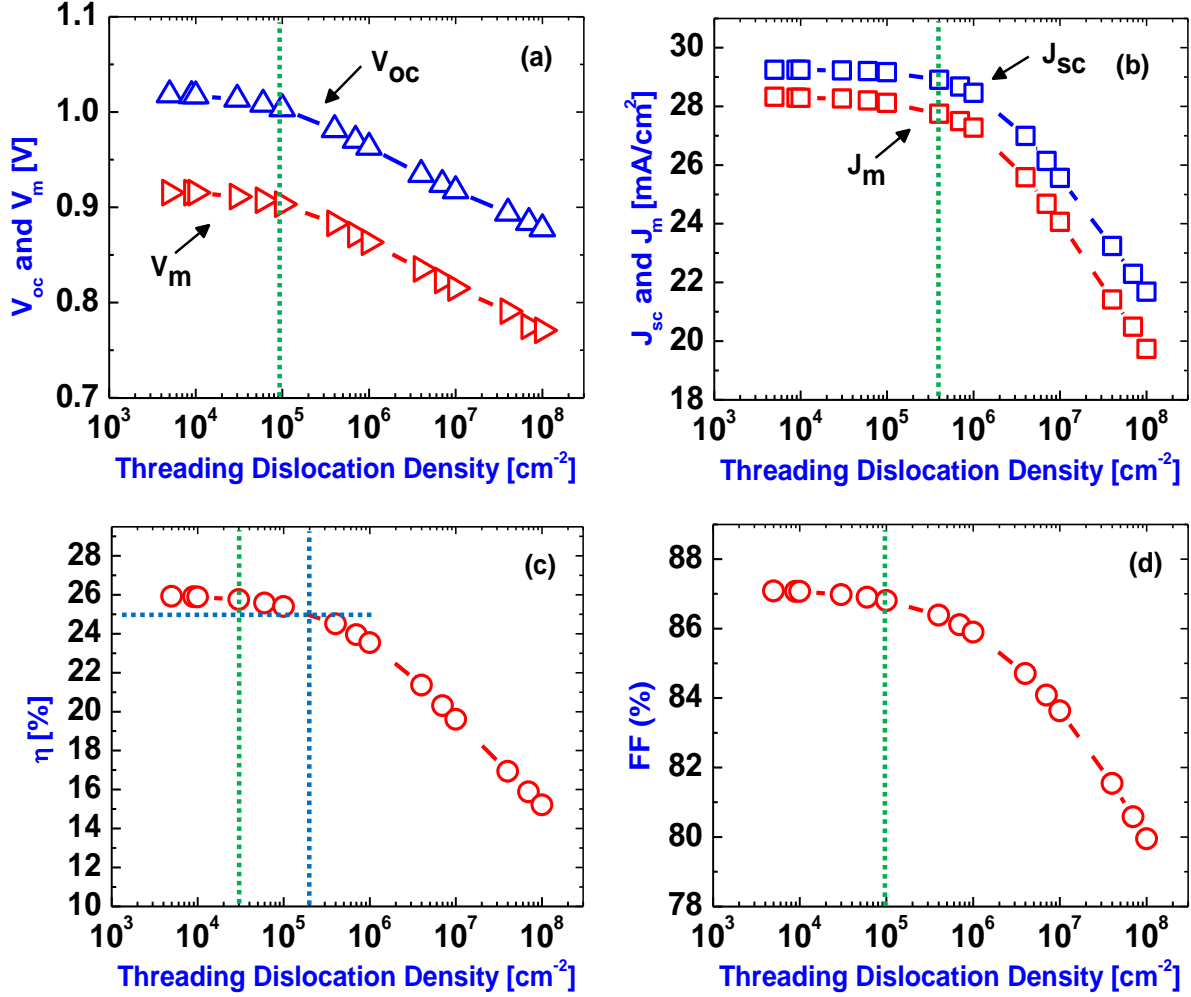 (a)
V_oc
V_m
V_oc and V_m [V]
1.1
1.0
0.9
0.8
0.7
10^3 10^4 10^5 10^6 10^7 10^8
Threading Dislocation Density [cm^-2]
(b)
J_sc
J_m
J_sc and J_m [mA/cm^2]
30
28
26
24
22
20
18
10^3 10^4 10^5 10^6 10^7 10^8
Threading Dislocation Density [cm^-2]
(c)
η [%]
28
26
24
22
20
18
16
14
12
10
10^3 10^4 10^5 10^6 10^7 10^8
Threading Dislocation Density [cm^-2]
(d)
FF (%)
88
86
84
82
80
78
10^3 10^4 10^5 10^6 10^7 10^8
Threading Dislocation Density [cm^-2]